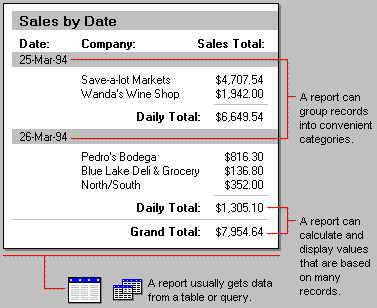 Sales by Date
Date: Company: Sales Total:
25-Mar-94
Save-a-lot Markets $4,707.54
Wanda's Wine Shop $1,942.00
Daily Total: $6,649.54
26-Mar-94
Pedro's Bodega $816.30
Blue Lake Deli & Grocery $136.80
North/South $352.00
Daily Total: $1,305.10
Grand Total: $7,954.64
A report can
group records
into convenient
categories.
A report can
calculate and
display values
that are based on
many
records.
A report usually gets data
from a table or query.